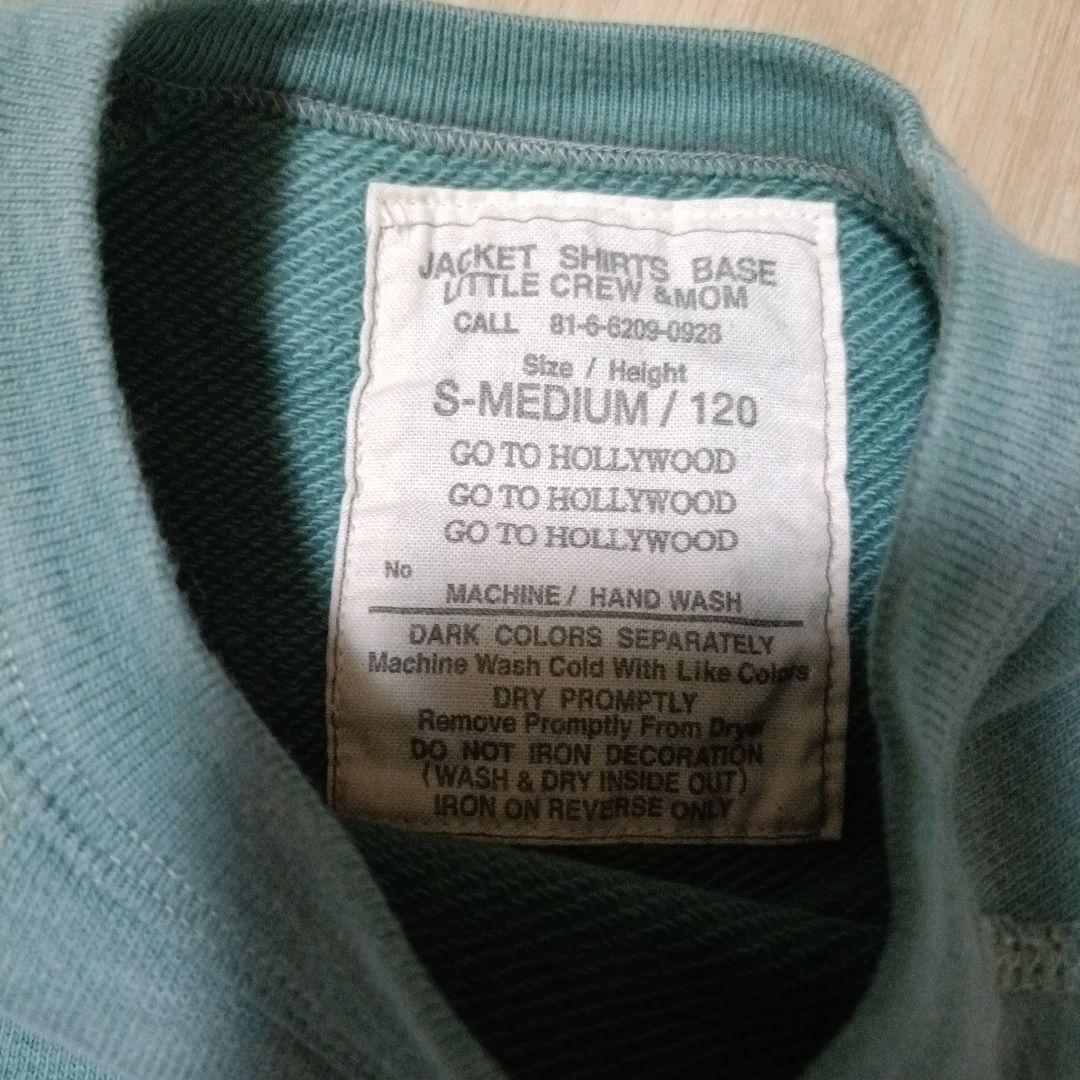 JACKET SHIRTS BASE
LITTLE CREW &MOM
CALL 81-6-6209-0928
Size / Height
S-MEDIUM / 120
GO TO HOLLYWOOD
GO TO HOLLYWOOD
GO TO HOLLYWOOD
No
MACHINE / HAND WASH
DARK COLORS SEPARATELY
Machine Wash Cold With Like Colors
DRY PROMPTLY
Remove Promptly From Dryer
DO NOT IRON DECORATION
(WASH & DRY INSIDE OUT)
IRON ON REVERSE ONLY